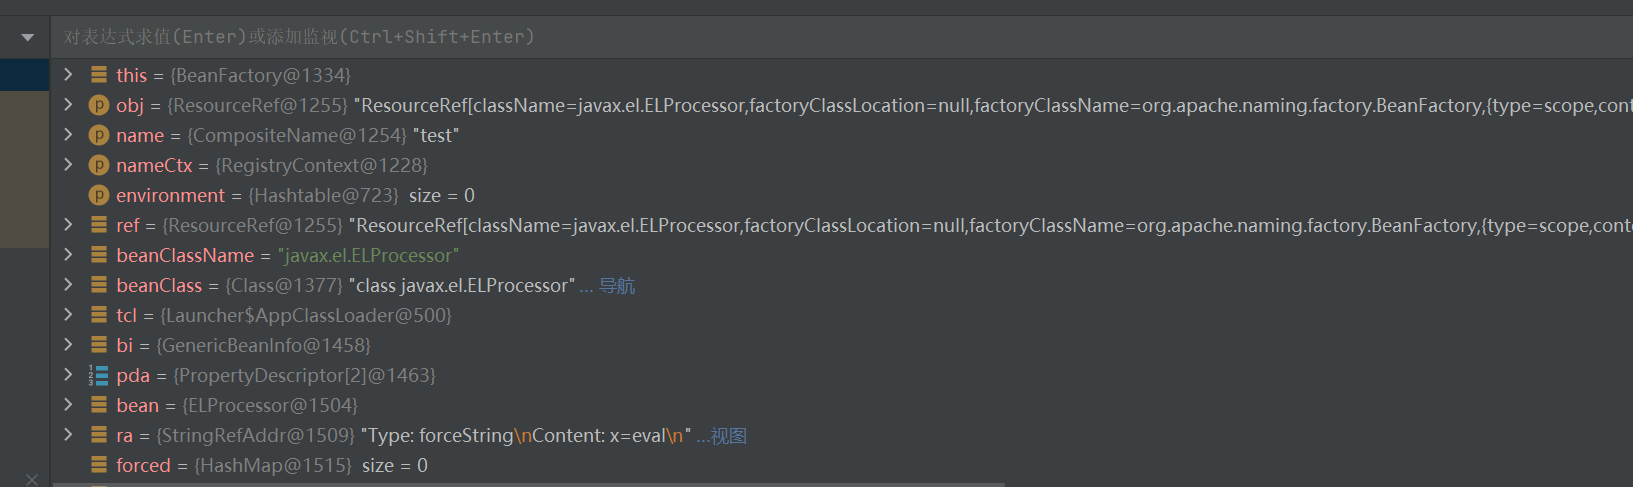 对表达式求值(Enter)或添加监视(Ctrl+Shift+Enter)
this = {BeanFactory@1334}
p obj = {ResourceRef@1255} "ResourceRef[className=javax.el.ELProcessor,factoryClassLocation=null,factoryClassName=org.apache.naming.factory.BeanFactory,{type=scope,cont
p name = {CompositeName@1254} "test"
p nameCtx = {RegistryContext@1228}
p environment = {Hashtable@723} size = 0
ref = {ResourceRef@1255} "ResourceRef[className=javax.el.ELProcessor,factoryClassLocation=null,factoryClassName=org.apache.naming.factory.BeanFactory,{type=scope,conte
beanClassName = "javax.el.ELProcessor"
beanClass = {Class@1377} "class javax.el.ELProcessor" ... 导航
tcl = {Launcher$AppClassLoader@500}
bi = {GenericBeanInfo@1458}
pda = {PropertyDescriptor[2]@1463}
bean = {ELProcessor@1504}
ra = {StringRefAddr@1509} "Type: forceString\nContent: x=eval\n" ...视图
forced = {HashMap@1515} size = 0